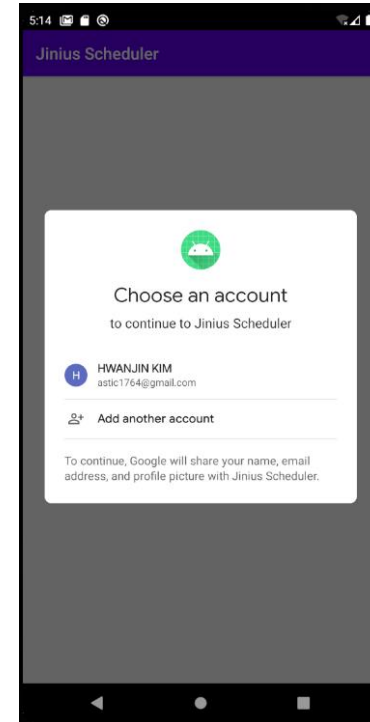 5:14
Jinius Scheduler
Choose an account
to continue to Jinius Scheduler
H
HWANJIN KIM
astic1764@gmail.com
Add another account
To continue, Google will share your name, email
address, and profile picture with Jinius Scheduler.